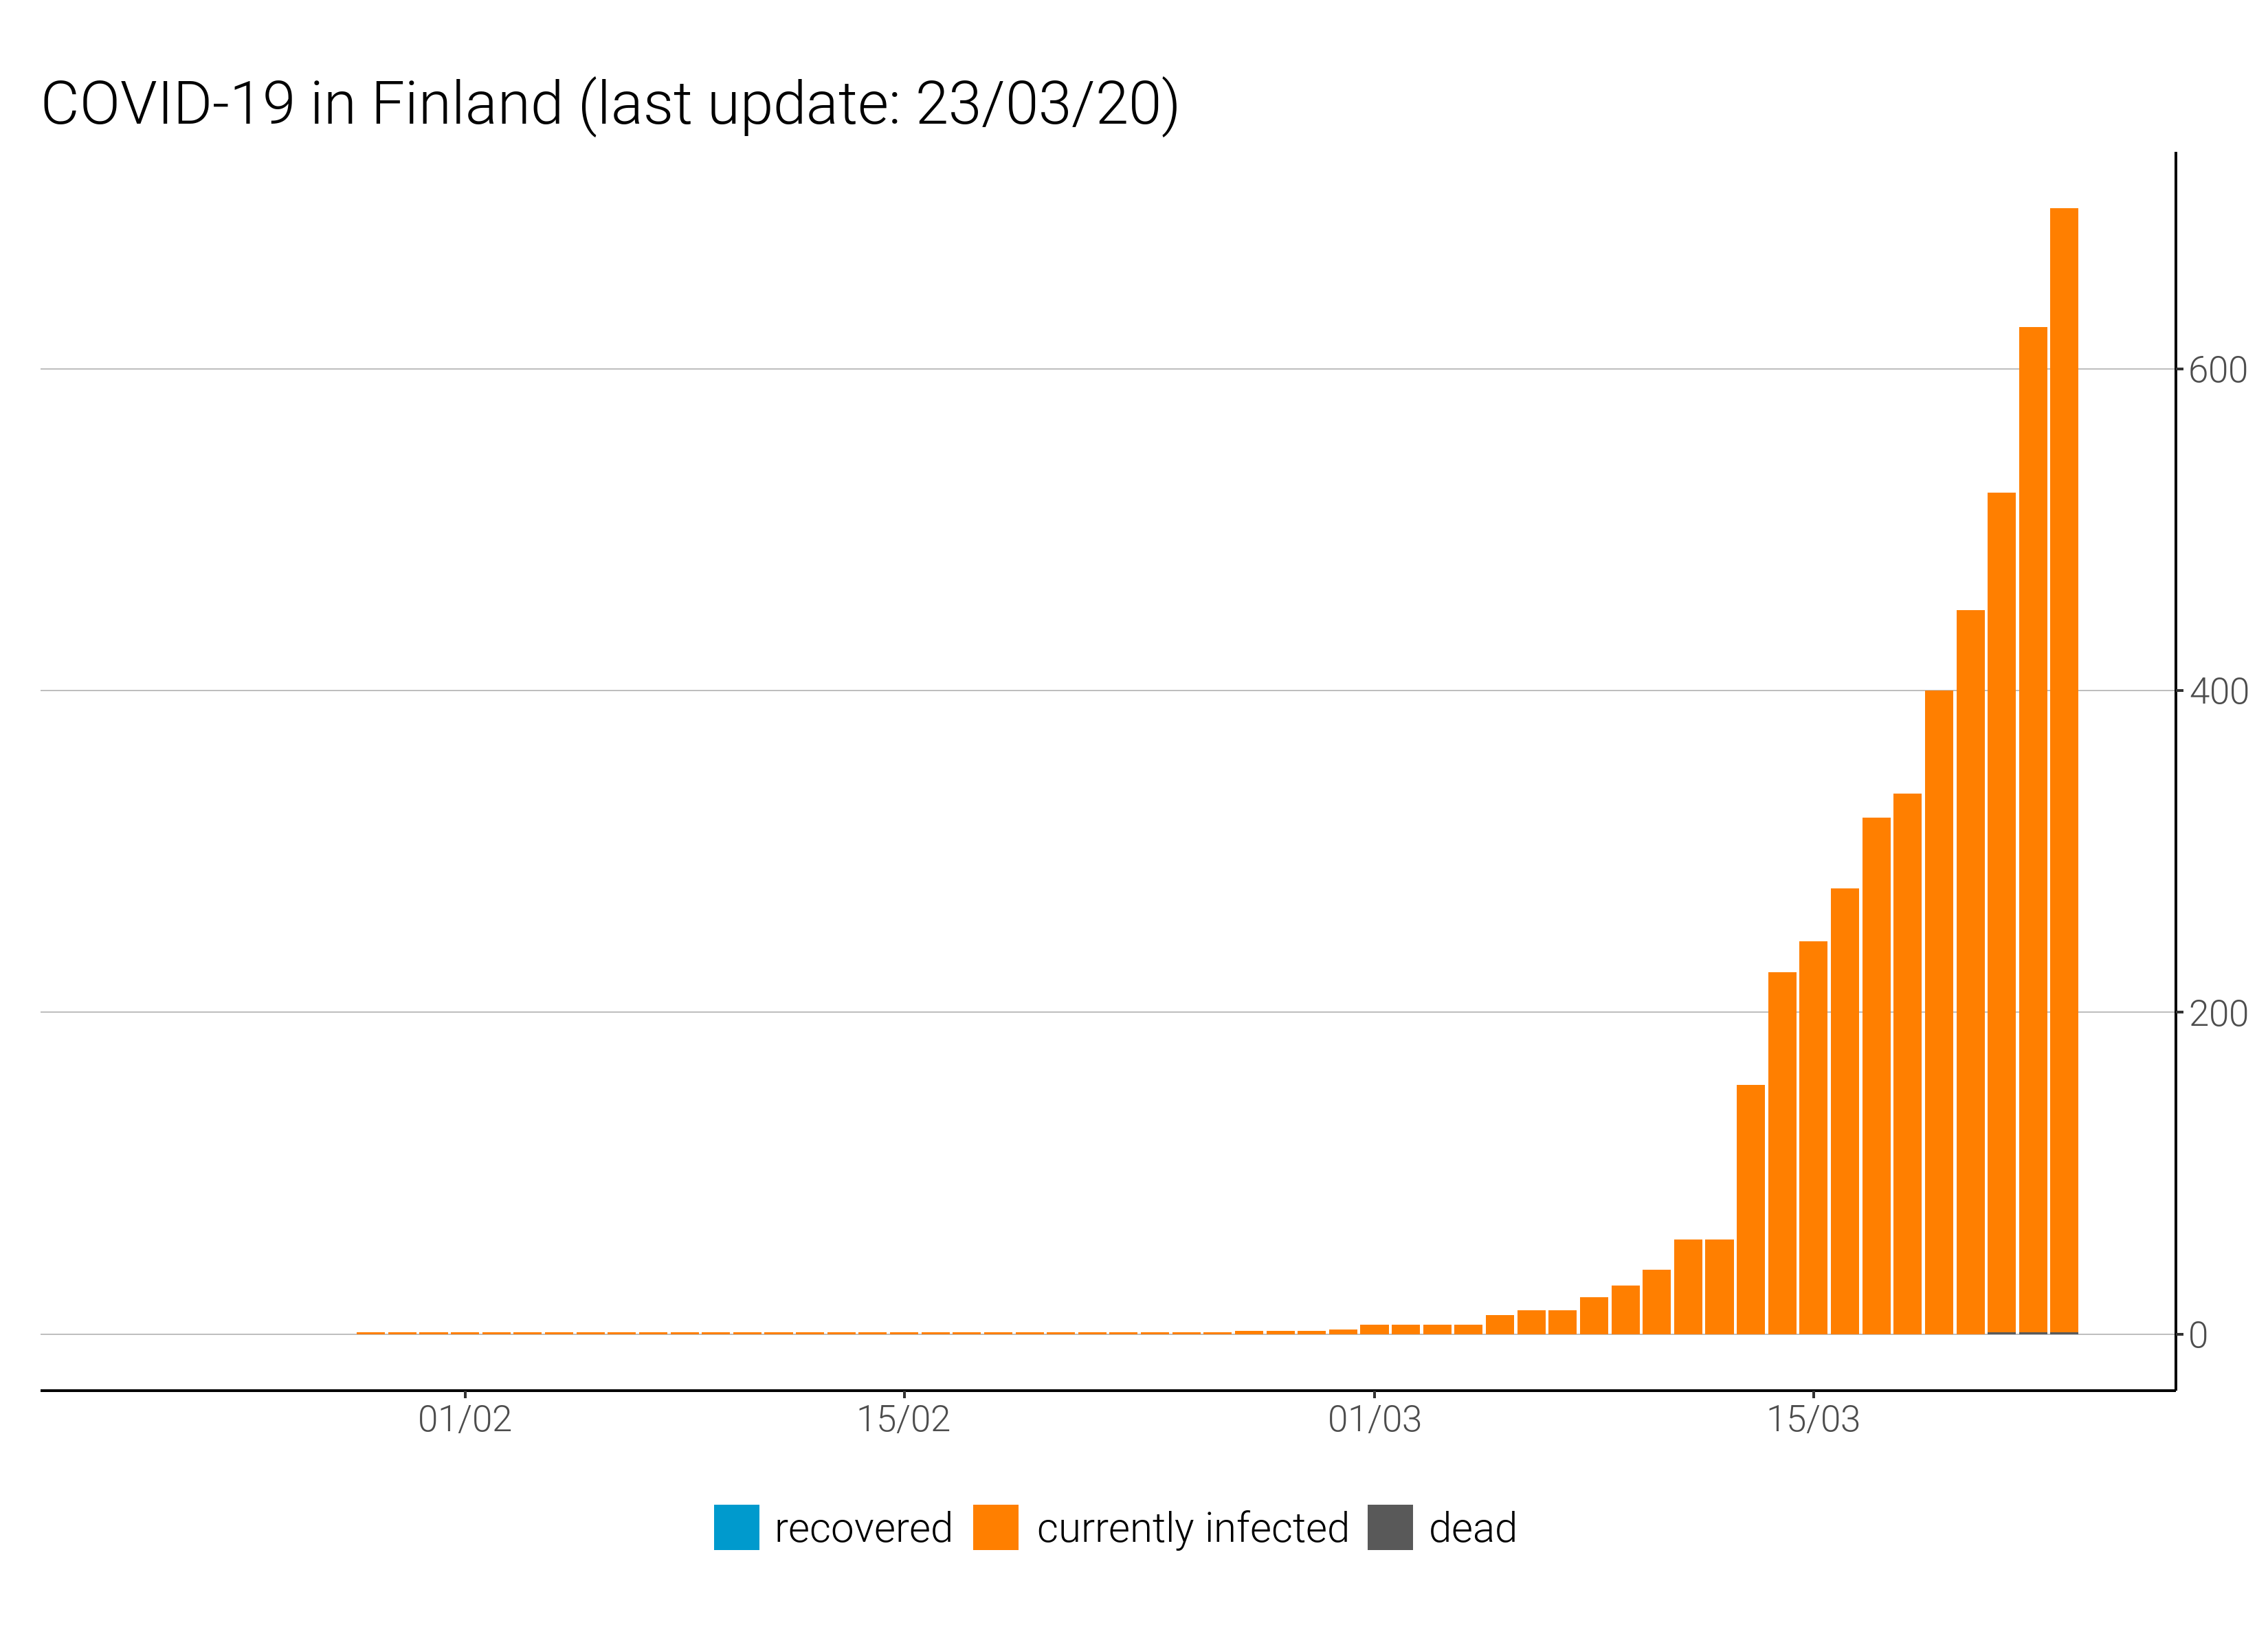 COVID-19 in Finland (last update: 23/03/20)
600
400
200
0
01/02 15/02 01/03 15/03
recovered currently infected dead